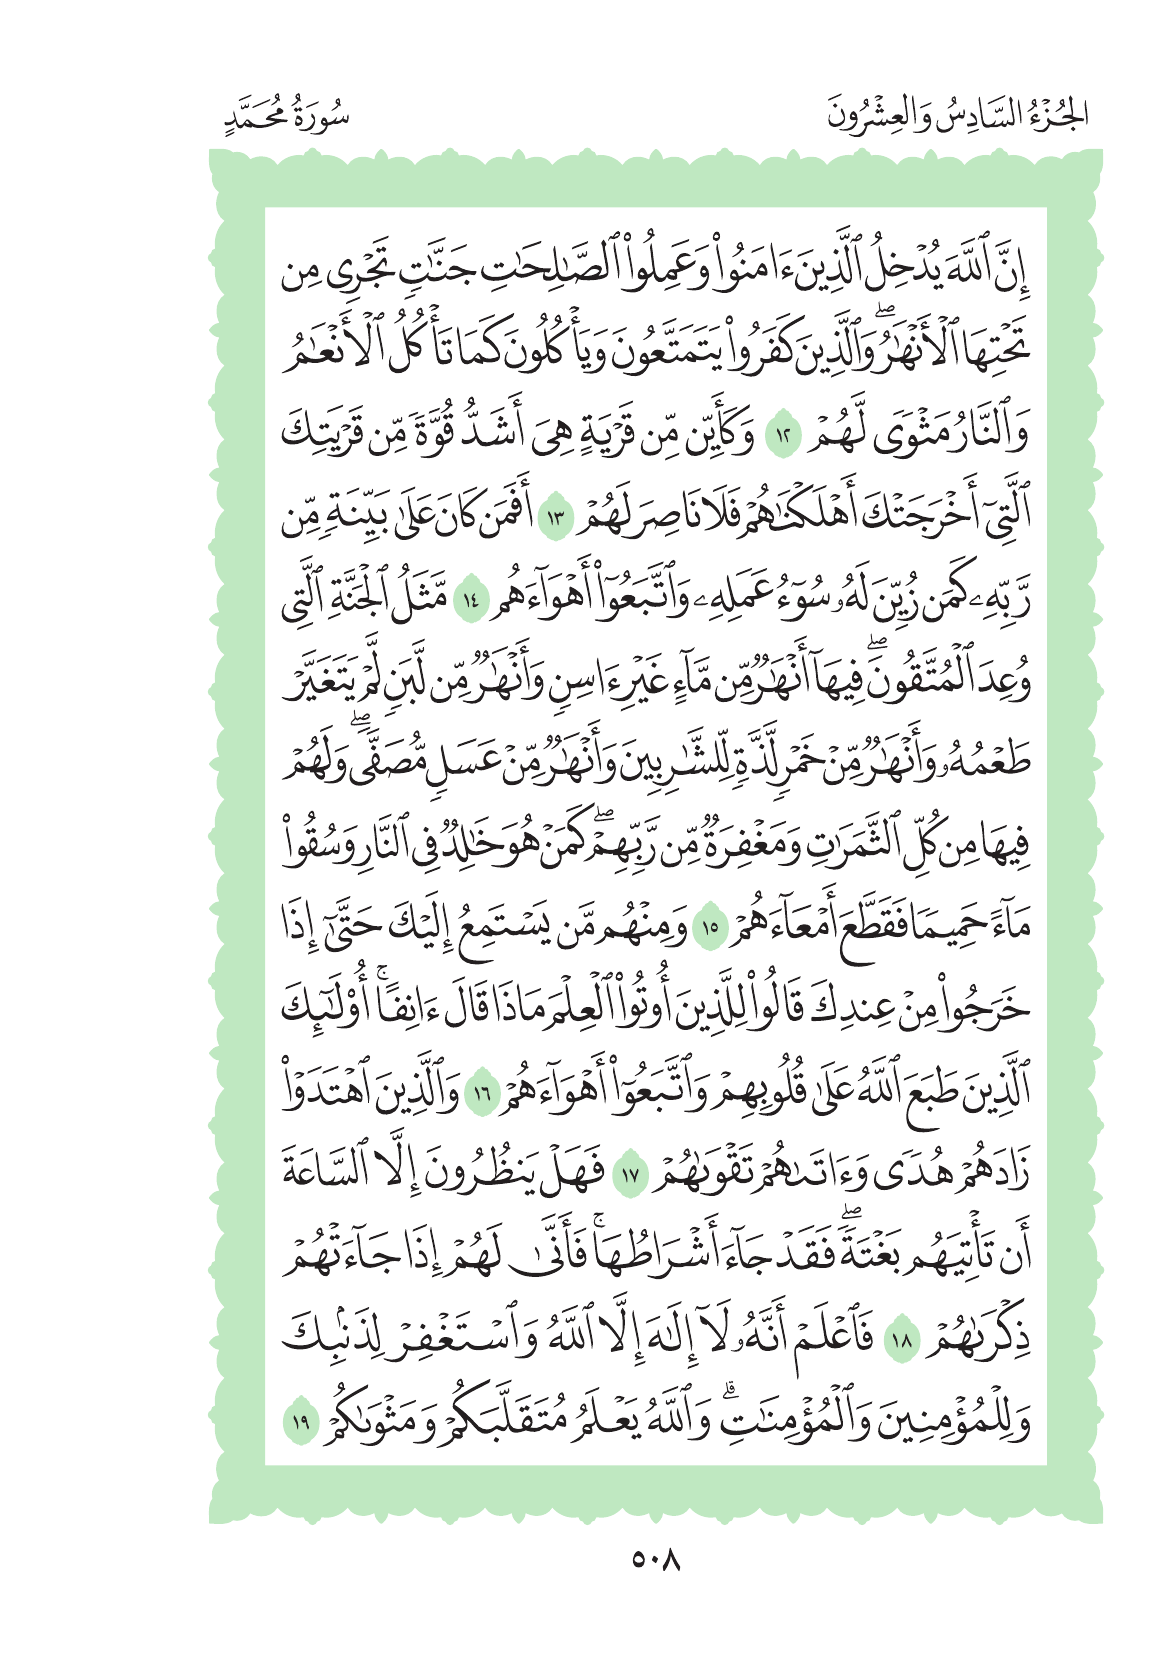 الجُزْءُ السَّادِسُ وَالعِشْرُونَ
سُورَةُ مُحَمَّدٍ
إِنَّ ٱللَّهَ يُدْخِلُ ٱلَّذِينَ ءَامَنُوا۟ وَعَمِلُوا۟ ٱلصَّٰلِحَٰتِ جَنَّٰتٍ تَجْرِى مِن
تَحْتِهَا ٱلْأَنْهَٰرُ ۖ وَٱلَّذِينَ كَفَرُوا۟ يَتَمَتَّعُونَ وَيَأْكُلُونَ كَمَا تَأْكُلُ ٱلْأَنْعَٰمُ
وَٱلنَّارُ مَثْوًى لَّهُمْ ١٢ وَكَأَيِّن مِّن قَرْيَةٍ هِىَ أَشَدُّ قُوَّةً مِّن قَرْيَتِكَ
ٱلَّتِىٓ أَخْرَجَتْكَ أَهْلَكْنَٰهُمْ فَلَا نَاصِرَ لَهُمْ ١٣ أَفَمَن كَانَ عَلَىٰ بَيِّنَةٍ مِّن
رَّبِّهِۦ كَمَن زُيِّنَ لَهُۥ سُوٓءُ عَمَلِهِۦ وَٱتَّبَعُوٓا۟ أَهْوَآءَهُم ١٤ مَّثَلُ ٱلْجَنَّةِ ٱلَّتِى
وُعِدَ ٱلْمُتَّقُونَ ۖ فِيهَآ أَنْهَٰرٌ مِّن مَّآءٍ غَيْرِ ءَاسِنٍ وَأَنْهَٰرٌ مِّن لَّبَنٍ لَّمْ يَتَغَيَّرْ
طَعْمُهُۥ وَأَنْهَٰرٌ مِّنْ خَمْرٍ لَّذَّةٍ لِّلشَّٰرِبِينَ وَأَنْهَٰرٌ مِّنْ عَسَلٍ مُّصَفًّى ۖ وَلَهُمْ
فِيهَا مِن كُلِّ ٱلثَّمَرَٰتِ وَمَغْفِرَةٌ مِّن رَّبِّهِمْ ۖ كَمَنْ هُوَ خَٰلِدٌ فِى ٱلنَّارِ وَسُقُوا۟
مَآءً حَمِيمًا فَقَطَّعَ أَمْعَآءَهُمْ ١٥ وَمِنْهُم مَّن يَسْتَمِعُ إِلَيْكَ حَتَّىٰٓ إِذَا
خَرَجُوا۟ مِنْ عِندِكَ قَالُوا۟ لِلَّذِينَ أُوتُوا۟ ٱلْعِلْمَ مَاذَا قَالَ ءَانِفًا ۚ أُو۟لَٰٓئِكَ
ٱلَّذِينَ طَبَعَ ٱللَّهُ عَلَىٰ قُلُوبِهِمْ وَٱتَّبَعُوٓا۟ أَهْوَآءَهُمْ ١٦ وَٱلَّذِينَ ٱهْتَدَوْا۟
زَادَهُمْ هُدًى وَءَاتَىٰهُمْ تَقْوَىٰهُمْ ١٧ فَهَلْ يَنظُرُونَ إِلَّا ٱلسَّاعَةَ
أَن تَأْتِيَهُم بَغْتَةً ۖ فَقَدْ جَآءَ أَشْرَاطُهَا ۚ فَأَنَّىٰ لَهُمْ إِذَا جَآءَتْهُمْ
ذِكْرَىٰهُمْ ١٨ فَٱعْلَمْ أَنَّهُۥ لَآ إِلَٰهَ إِلَّا ٱللَّهُ وَٱسْتَغْفِرْ لِذَنۢبِكَ
وَلِلْمُؤْمِنِينَ وَٱلْمُؤْمِنَٰتِ ۗ وَٱللَّهُ يَعْلَمُ مُتَقَلَّبَكُمْ وَمَثْوَىٰكُمْ ١٩
٥٠٨